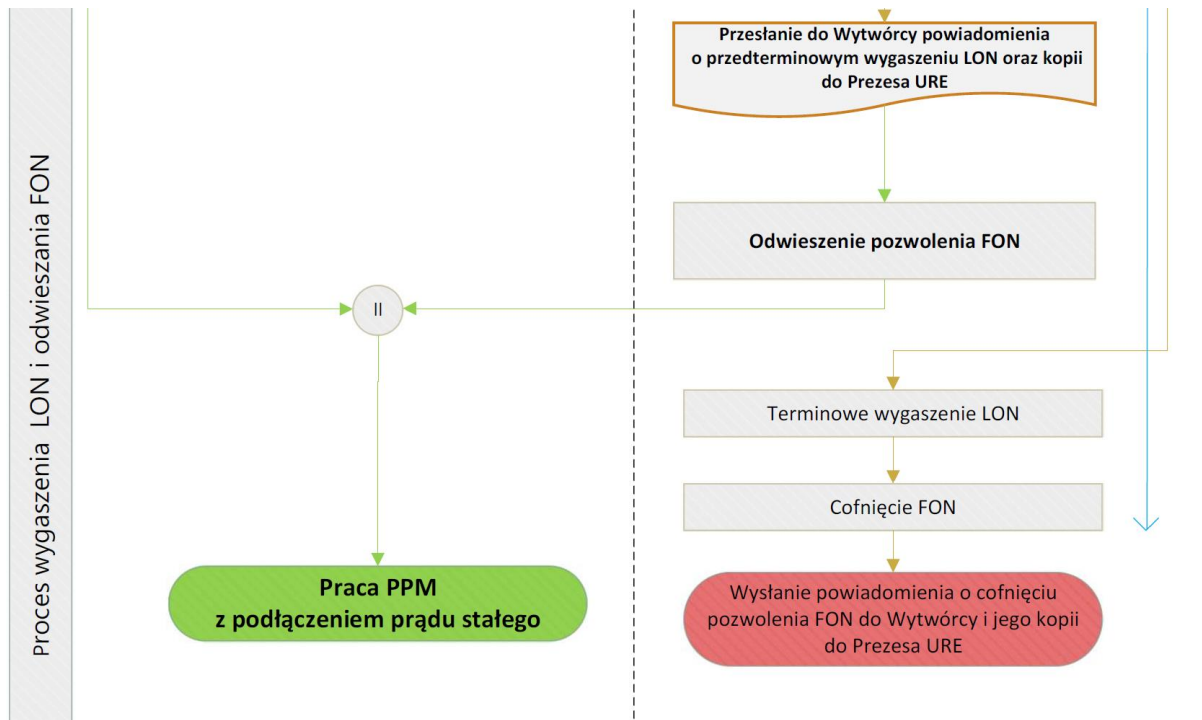 Proces wygaszenia LON i odwieszania FON
Przesłanie do Wytwórcy powiadomienia
o przedterminowym wygaszeniu LON oraz kopii
do Prezesa URE
Odwieszenie pozwolenia FON
II
Terminowe wygaszenie LON
Cofnięcie FON
Praca PPM
z podłączeniem prądu stałego
Wysłanie powiadomienia o cofnięciu
pozwolenia FON do Wytwórcy i jego kopii
do Prezesa URE